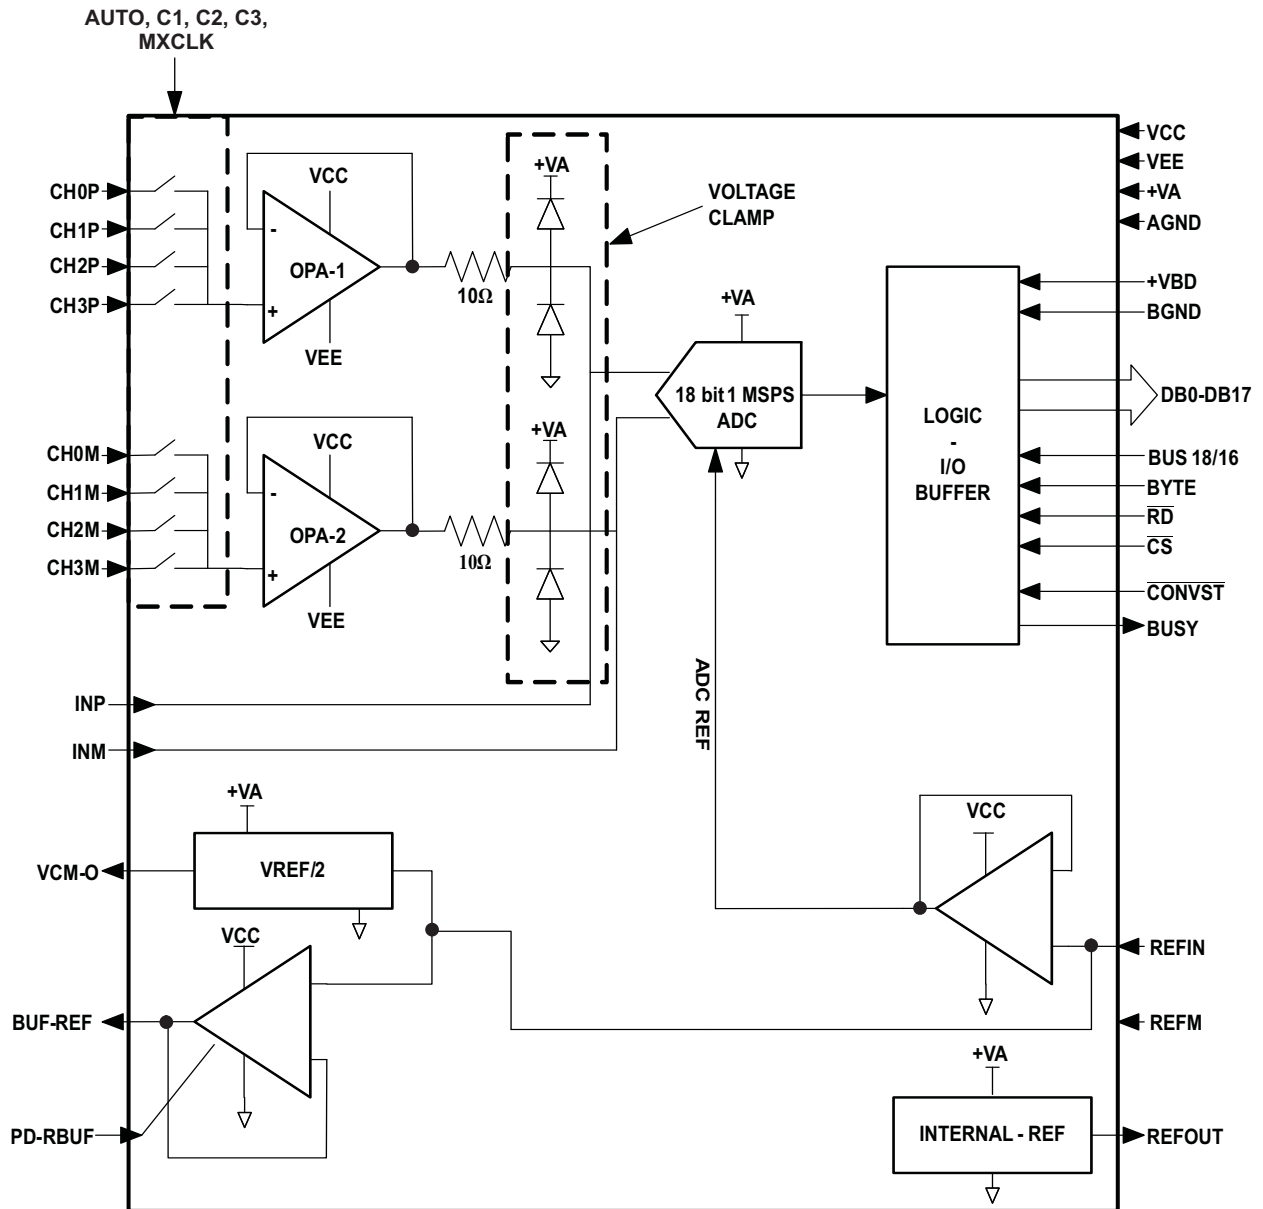 AUTO, C1, C2, C3,
MXCLK
CH0P
CH1P
CH2P
CH3P
VCC
-
OPA-1
+
VEE
10Ω
+VA
VOLTAGE
CLAMP
CH0M
CH1M
CH2M
CH3M
VCC
-
OPA-2
+
VEE
10Ω
+VA
+VA
18 bit 1 MSPS
ADC
LOGIC
-
I/O
BUFFER
VCC
VEE
+VA
AGND
+VBD
BGND
DB0-DB17
BUS 18/16
BYTE
R̅D̅
C̅S̅
C̅O̅N̅V̅S̅T̅
BUSY
INP
INM
ADC REF
+VA
VREF/2
VCM-O
VCC
BUF-REF
PD-RBUF
VCC
REFIN
REFM
+VA
INTERNAL - REF
REFOUT